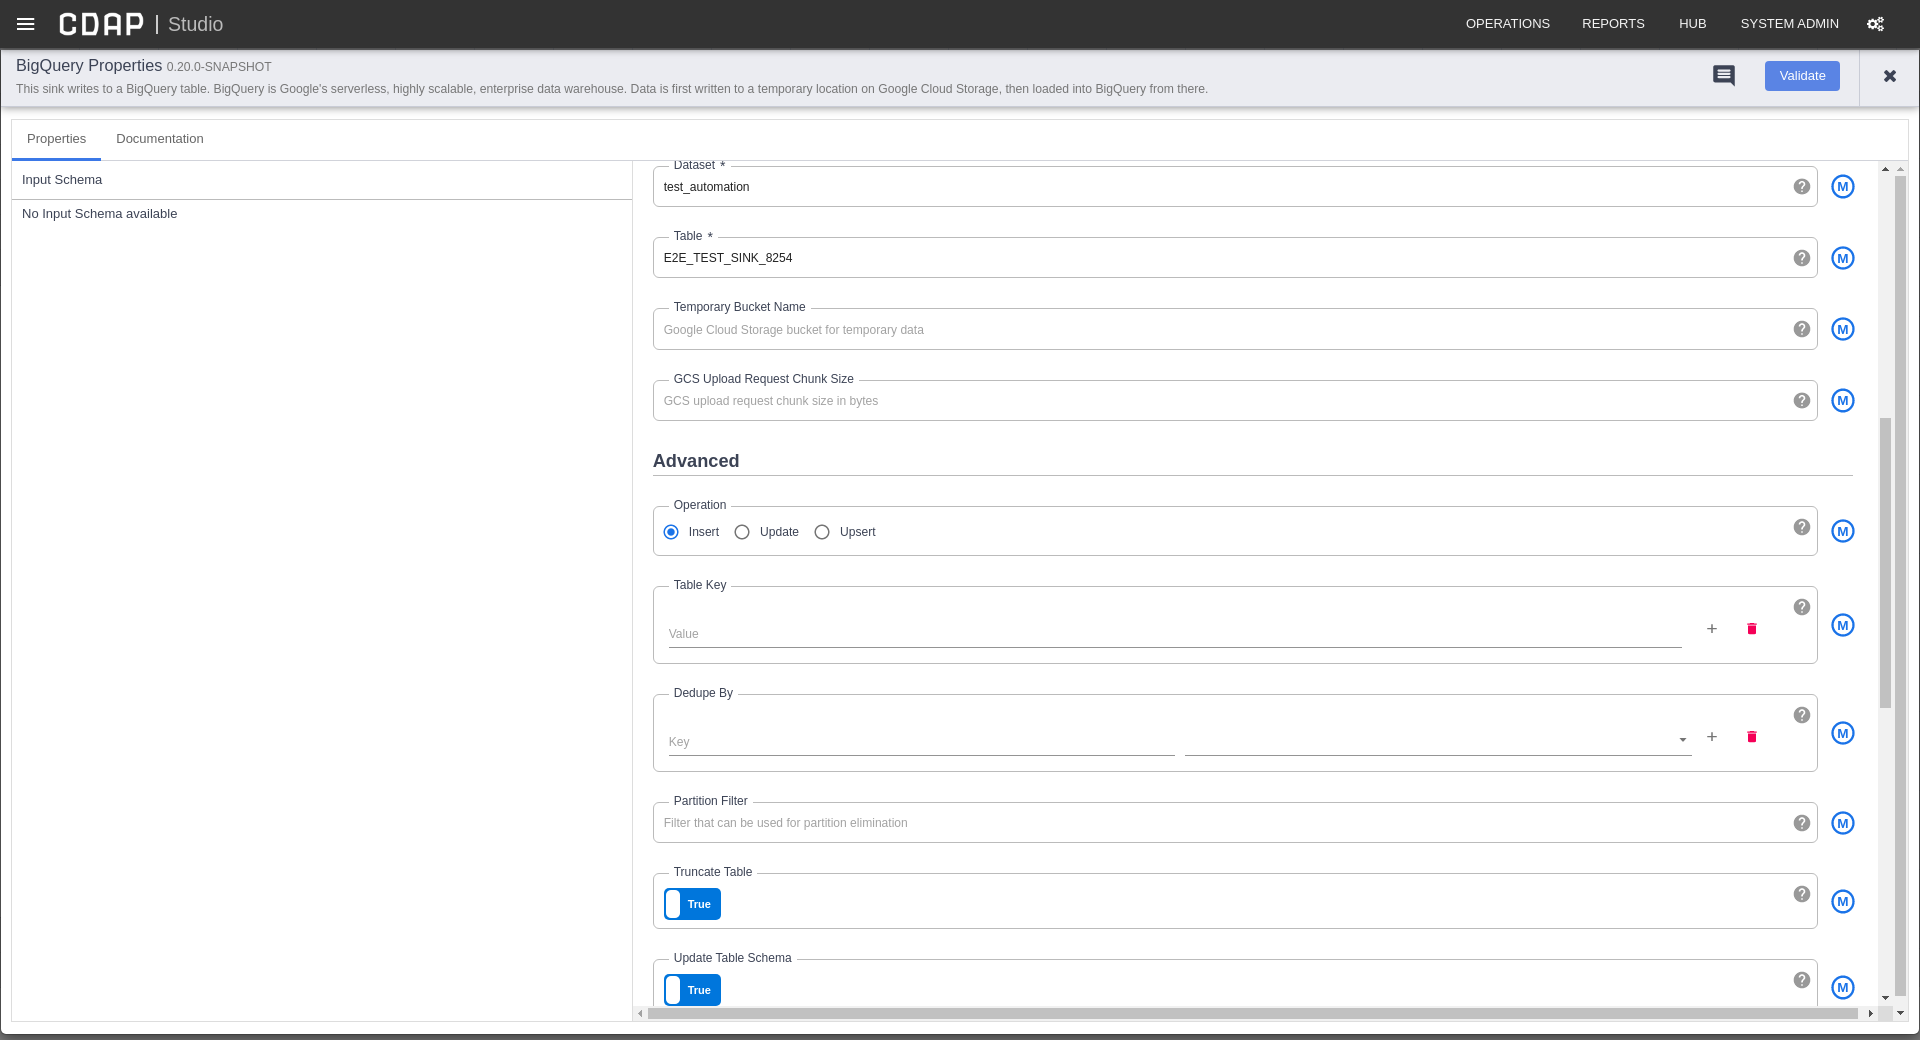 CDAP | Studio
OPERATIONS REPORTS HUB SYSTEM ADMIN
BigQuery Properties 0.20.0-SNAPSHOT
This sink writes to a BigQuery table. BigQuery is Google's serverless, highly scalable, enterprise data warehouse. Data is first written to a temporary location on Google Cloud Storage, then loaded into BigQuery from there.
Validate
Properties Documentation
Input Schema
No Input Schema available
Dataset *
test_automation
M
Table *
E2E_TEST_SINK_8254
M
Temporary Bucket Name
Google Cloud Storage bucket for temporary data
M
GCS Upload Request Chunk Size
GCS upload request chunk size in bytes
M
Advanced
Operation
Insert Update Upsert
M
Table Key
Value
M
Dedupe By
Key
M
Partition Filter
Filter that can be used for partition elimination
M
Truncate Table
True
M
Update Table Schema
True
M